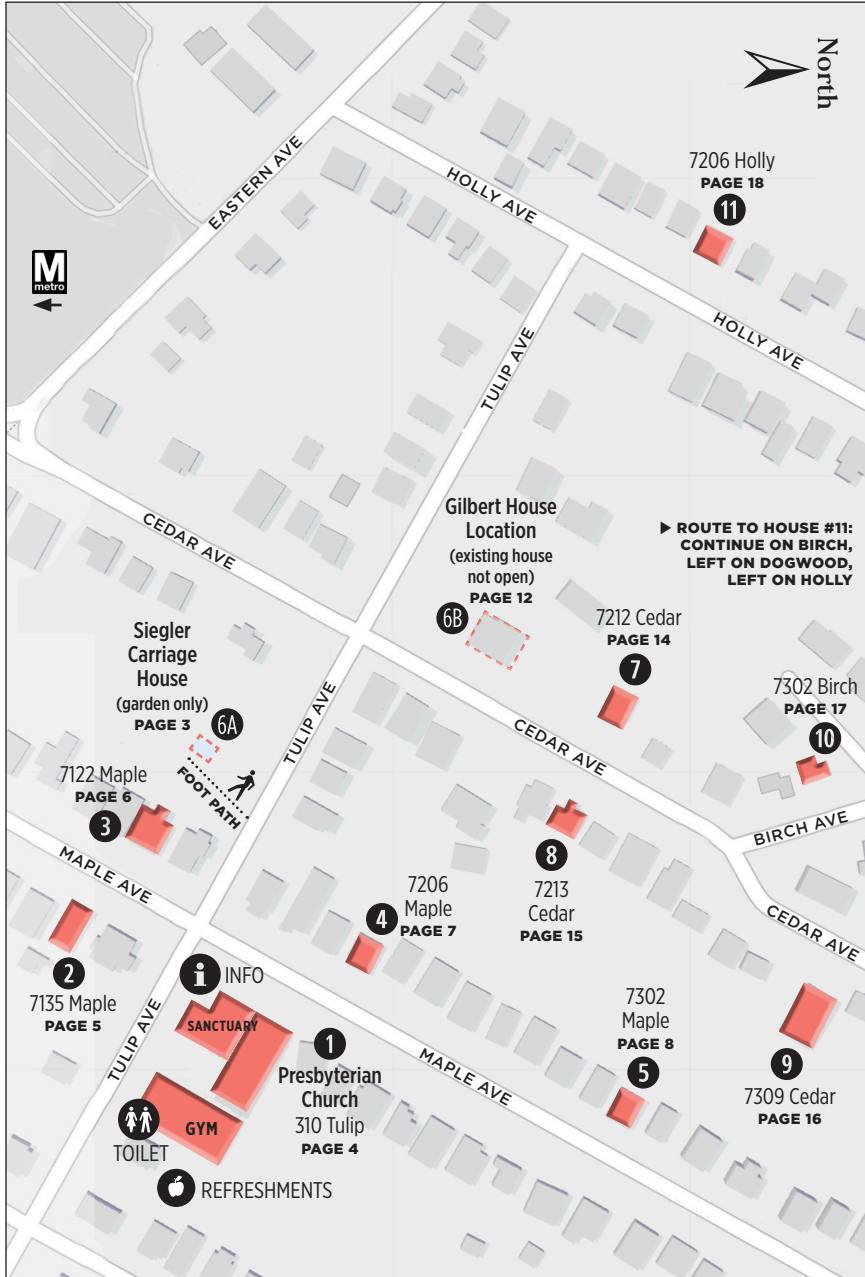 North
7206 Holly
PAGE 18
11
HOLLY AVE
EASTERN AVE
M
metro
HOLLY AVE
TULIP AVE
CEDAR AVE
Gilbert House
Location
(existing house
not open)
PAGE 12
6B
▶ ROUTE TO HOUSE #11:
CONTINUE ON BIRCH,
LEFT ON DOGWOOD,
LEFT ON HOLLY
7212 Cedar
PAGE 14
7
Siegler
Carriage
House
(garden only)
PAGE 3
6A
FOOT PATH
TULIP AVE
CEDAR AVE
7302 Birch
PAGE 17
10
BIRCH AVE
7122 Maple
PAGE 6
3
MAPLE AVE
8
7213
Cedar
PAGE 15
CEDAR AVE
4
7206
Maple
PAGE 7
2
7135 Maple
PAGE 5
i INFO
SANCTUARY
TULIP AVE
1
Presbyterian
Church
310 Tulip
PAGE 4
GYM
TOILET
REFRESHMENTS
MAPLE AVE
7302
Maple
PAGE 8
5
9
7309 Cedar
PAGE 16